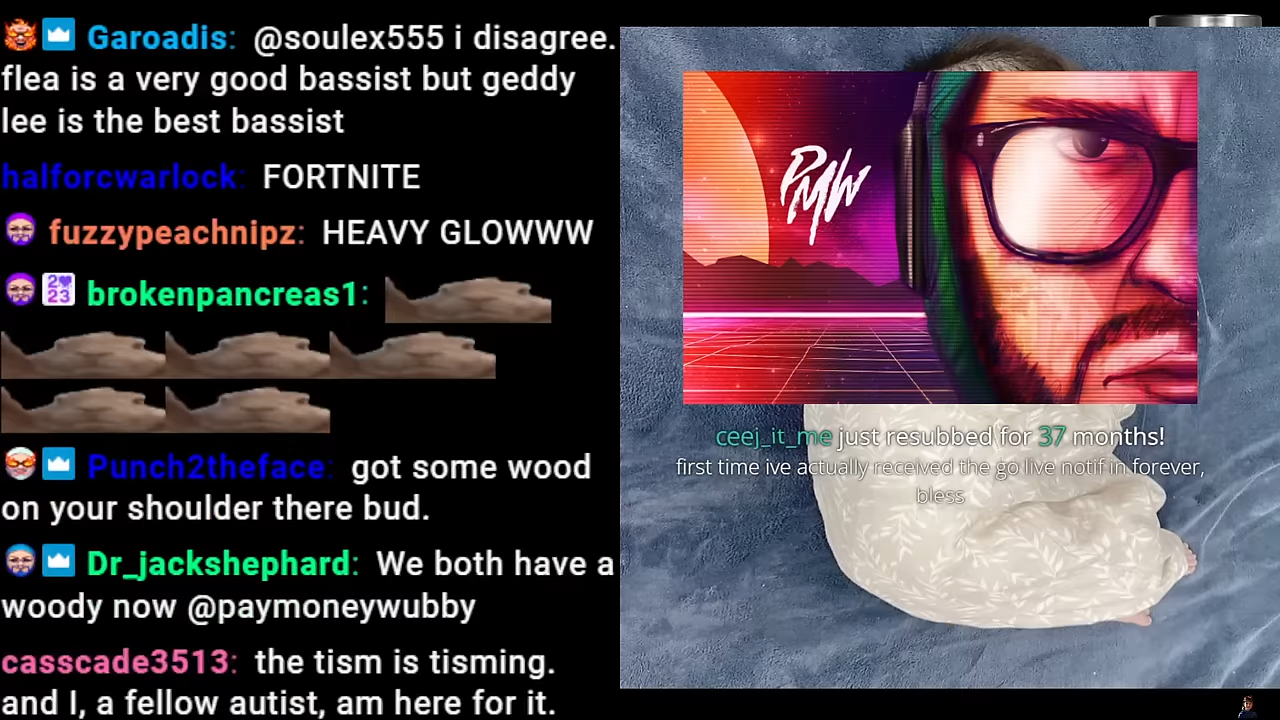 Garoadis: @soulex555 i disagree.
flea is a very good bassist but geddy
lee is the best bassist
halforcwarlock: FORTNITE
fuzzypeachnipz: HEAVY GLOWWW
2 23 brokenpancreas1:
Punch2theface: got some wood
on your shoulder there bud.
Dr_jackshephard: We both have a
woody now @paymoneywubby
casscade3513: the tism is tisming.
and I, a fellow autist, am here for it.
PMW
ceej_it_me just resubbed for 37 months!
first time ive actually received the go live notif in forever,
bless